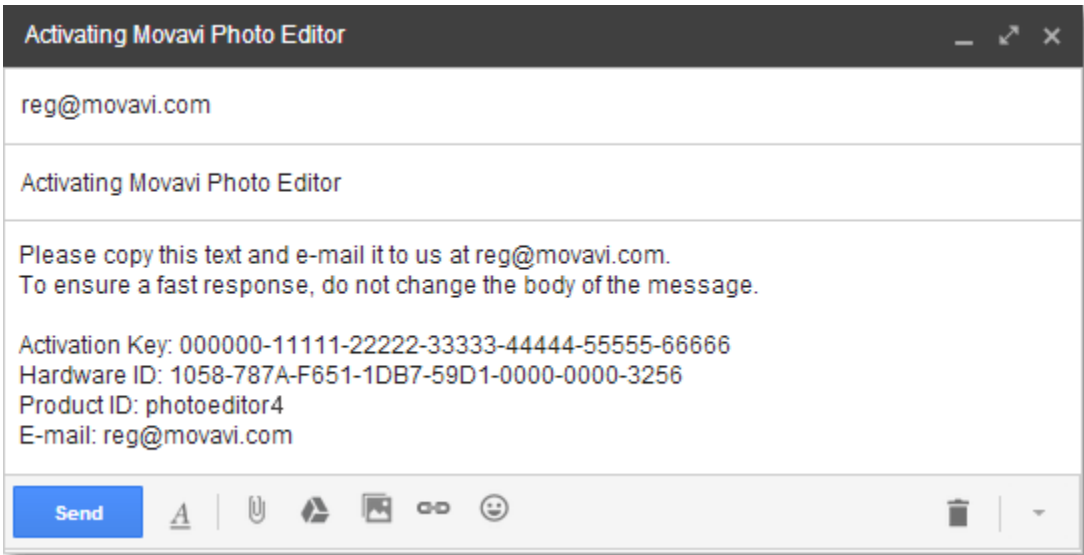 Activating Movavi Photo Editor
reg@movavi.com
Activating Movavi Photo Editor
Please copy this text and e-mail it to us at reg@movavi.com.
To ensure a fast response, do not change the body of the message.
Activation Key: 000000-11111-22222-33333-44444-55555-66666
Hardware ID: 1058-787A-F651-1DB7-59D1-0000-0000-3256
Product ID: photoeditor4
E-mail: reg@movavi.com
Send A